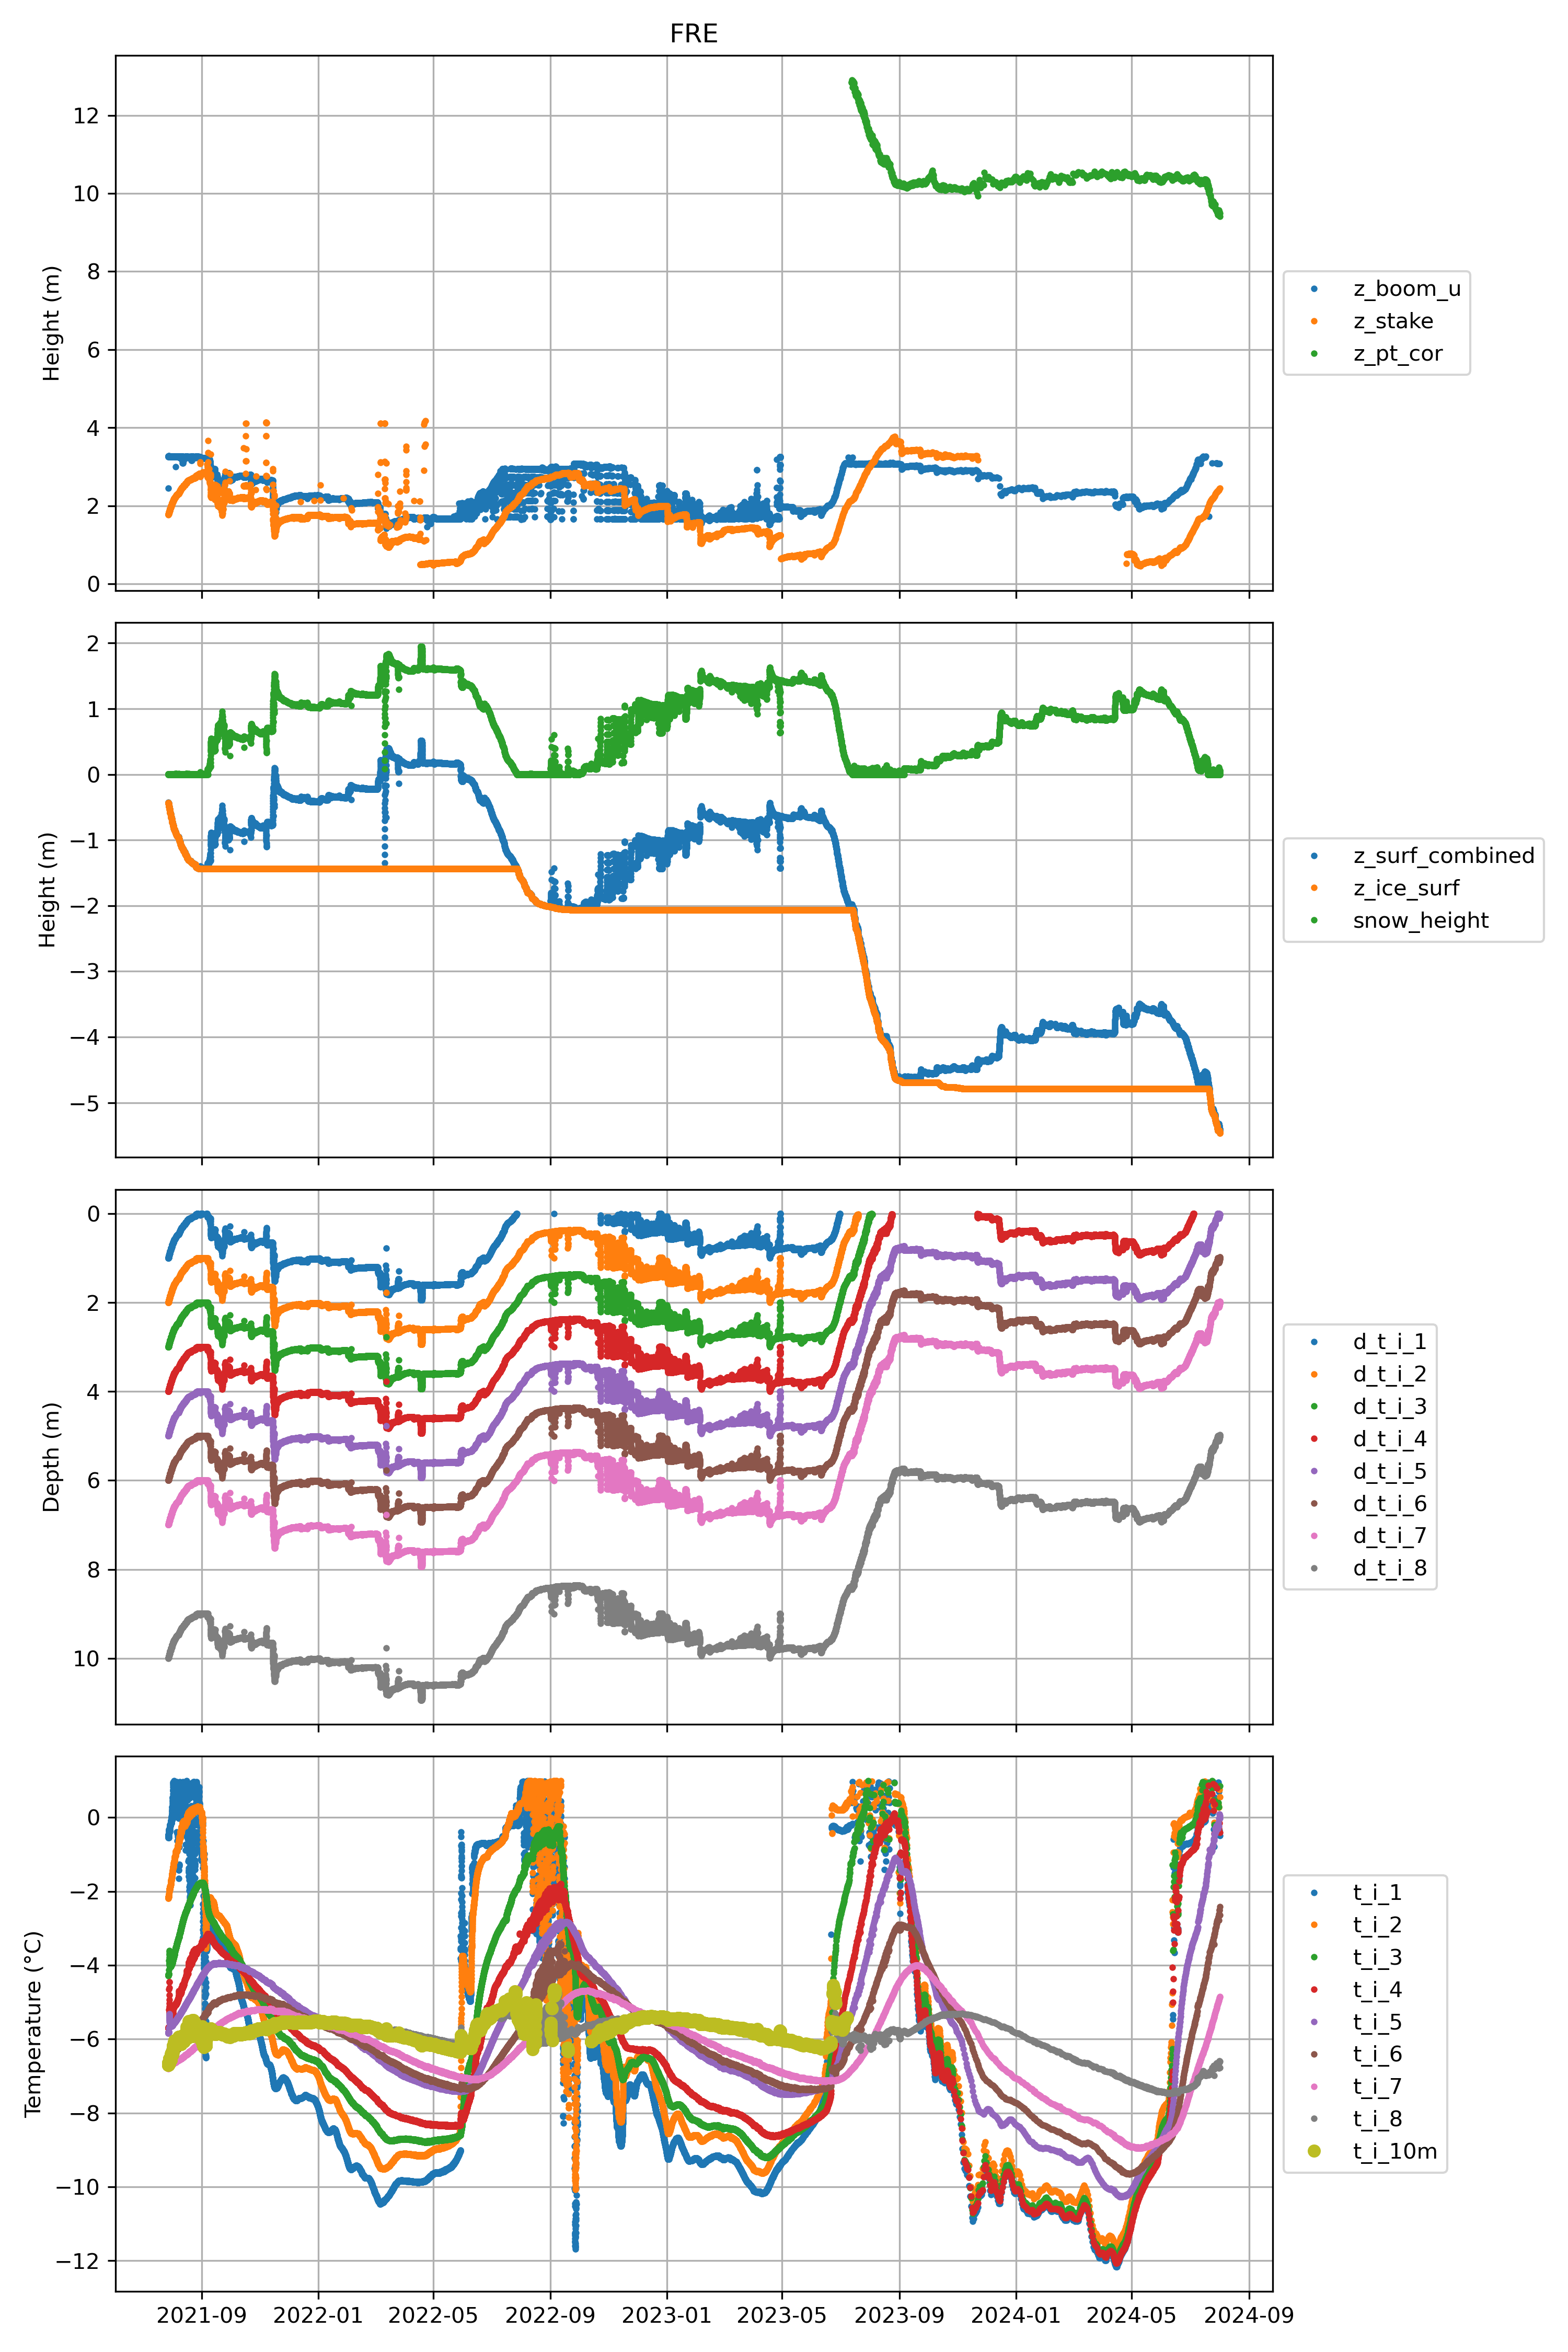 FRE
12
10
8
6
4
2
0
Height (m)
z_boom_u
z_stake
z_pt_cor
2
1
0
−1
−2
−3
−4
−5
Height (m)
z_surf_combined
z_ice_surf
snow_height
0
2
4
6
8
10
Depth (m)
d_t_i_1
d_t_i_2
d_t_i_3
d_t_i_4
d_t_i_5
d_t_i_6
d_t_i_7
d_t_i_8
0
−2
−4
−6
−8
−10
−12
Temperature (°C)
t_i_1
t_i_2
t_i_3
t_i_4
t_i_5
t_i_6
t_i_7
t_i_8
t_i_10m
2021-09 2022-01 2022-05 2022-09 2023-01 2023-05 2023-09 2024-01 2024-05 2024-09